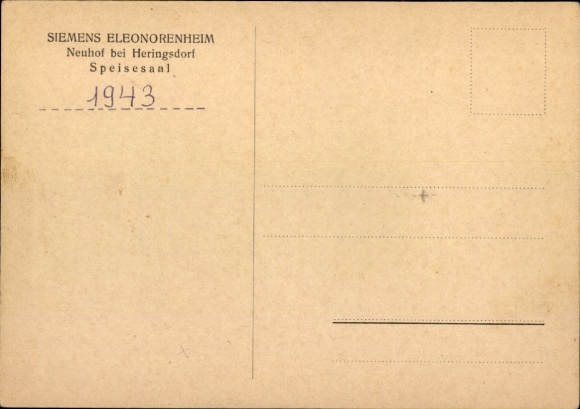 SIEMENS ELEONORENHEIM
Neuhof bei Heringsdorf
Speisesaal
1943